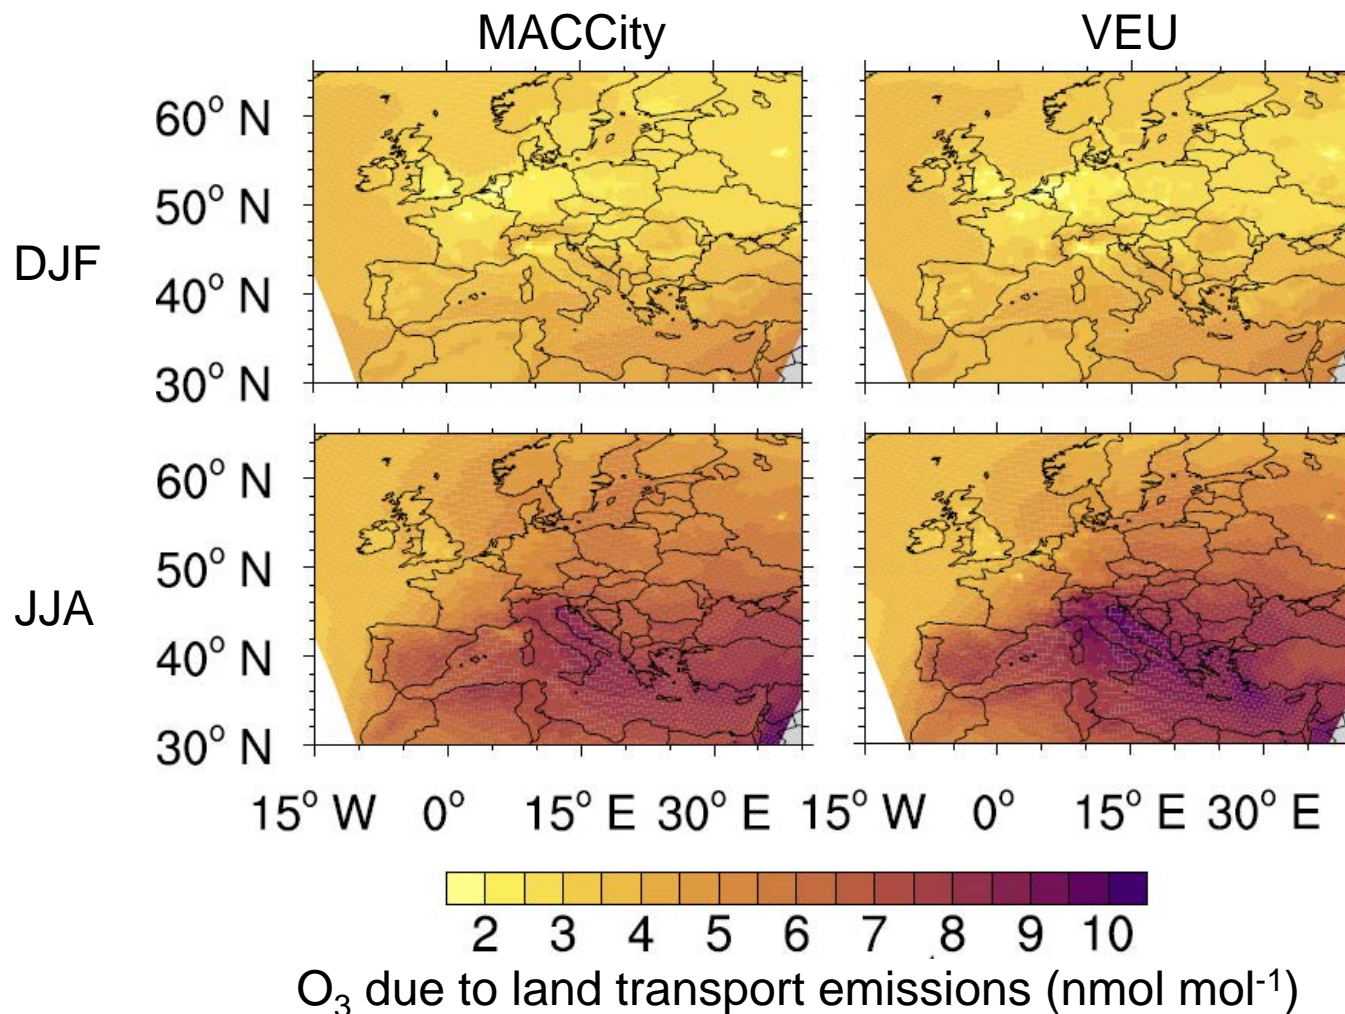 MACCity VEU
60° N
50° N
DJF
40° N
30° N
60° N
50° N
JJA
40° N
30° N
15° W 0° 15° E 30° E 15° W 0° 15° E 30° E
2 3 4 5 6 7 8 9 10
O₃ due to land transport emissions (nmol mol⁻¹)